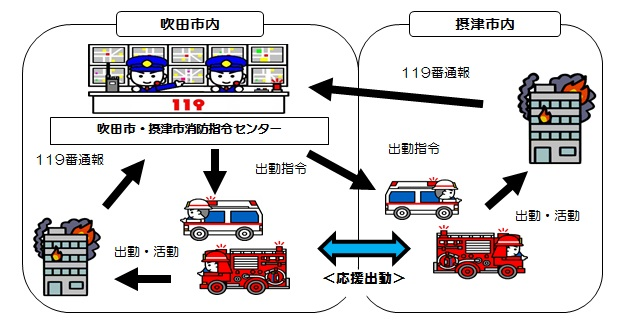 吹田市内
摂津市内
119番通報
119
吹田市・摂津市消防指令センター
119番通報
出動指令
出動指令
出動・活動
出動・活動
＜応援出動＞